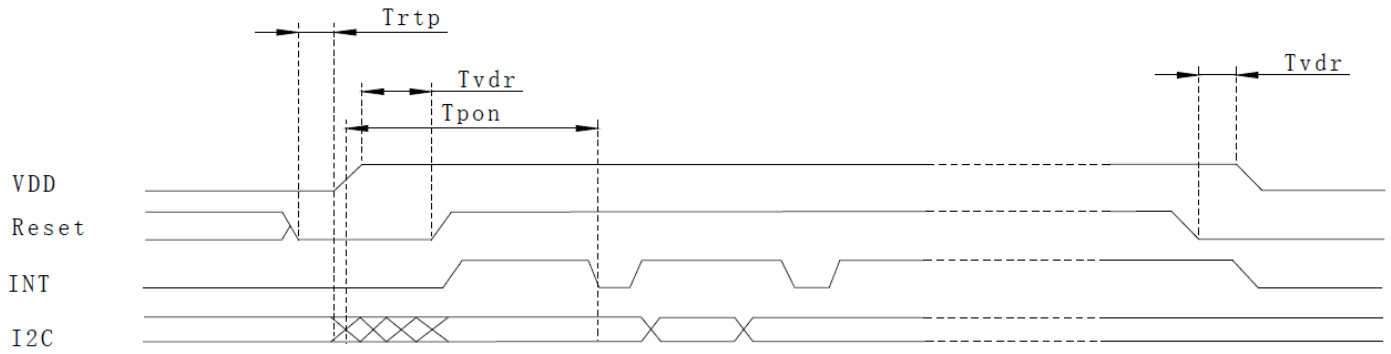 Trtp
Tvdr
Tvdr
Tpon
VDD
Reset
INT
I2C